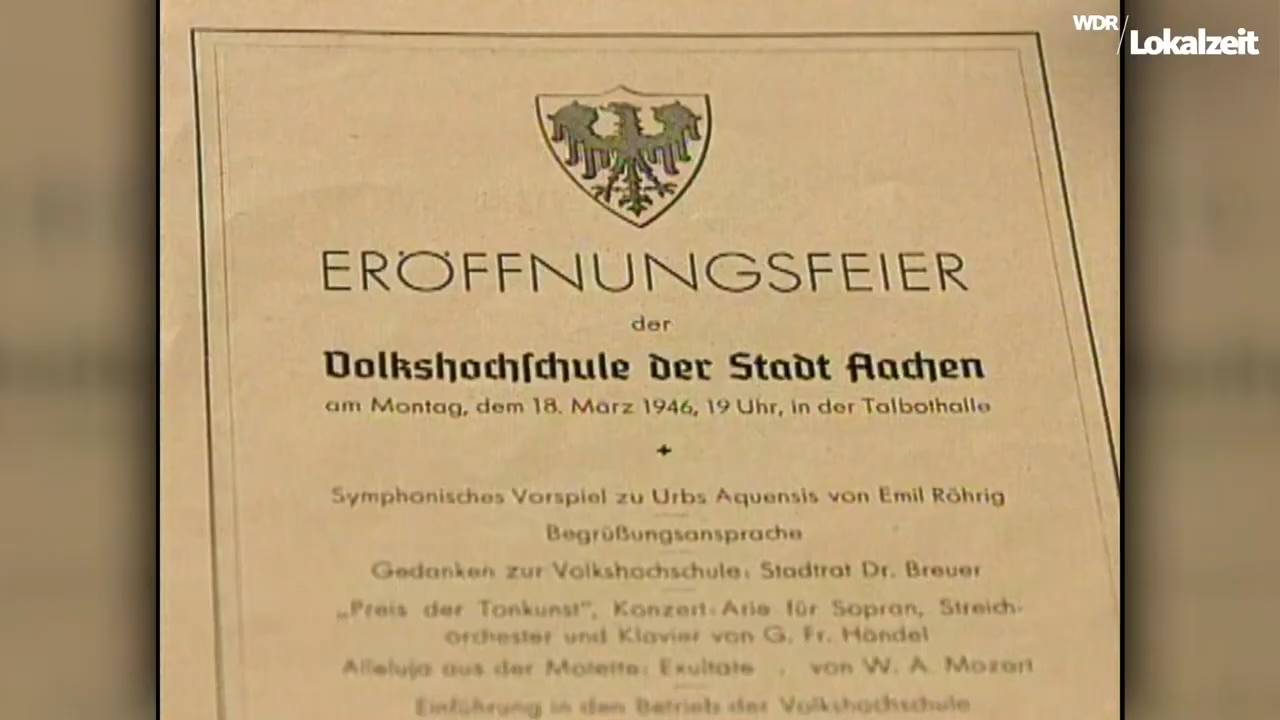 WDR Lokalzeit
ERÖFFNUNGSFEIER
der
Volkshochſchule der Stadt Aachen
am Montag, dem 18. März 1946, 19 Uhr, in der Talbothalle
Symphonisches Vorspiel zu Urbs Aquensis von Emil Röhrig
Begrüßungsansprache
Gedanken zur Volkshochschule: Stadtrat Dr. Breuer
„Preis der Tonkunst", Konzert-Arie für Sopran, Streich-
orchester und Klavier von G. Fr. Händel
Alleluja aus der Motette: Exultate . von W. A. Mozart
Einführung in den Betrieb der Volkshochschule